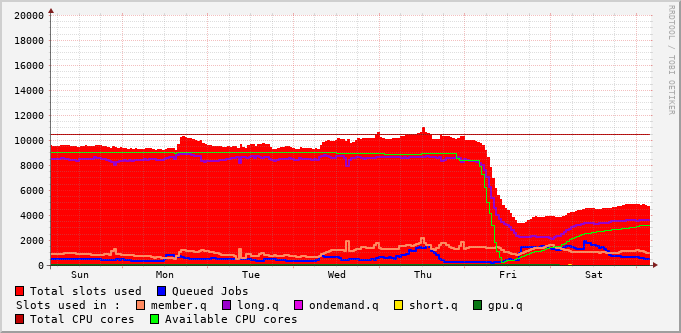 RRDTOOL / TOBI OETIKER
20000
18000
16000
14000
12000
10000
8000
6000
4000
2000
0
Sun Mon Tue Wed Thu Fri Sat
Total slots used Queued Jobs
Slots used in : member.q long.q ondemand.q short.q gpu.q
Total CPU cores Available CPU cores